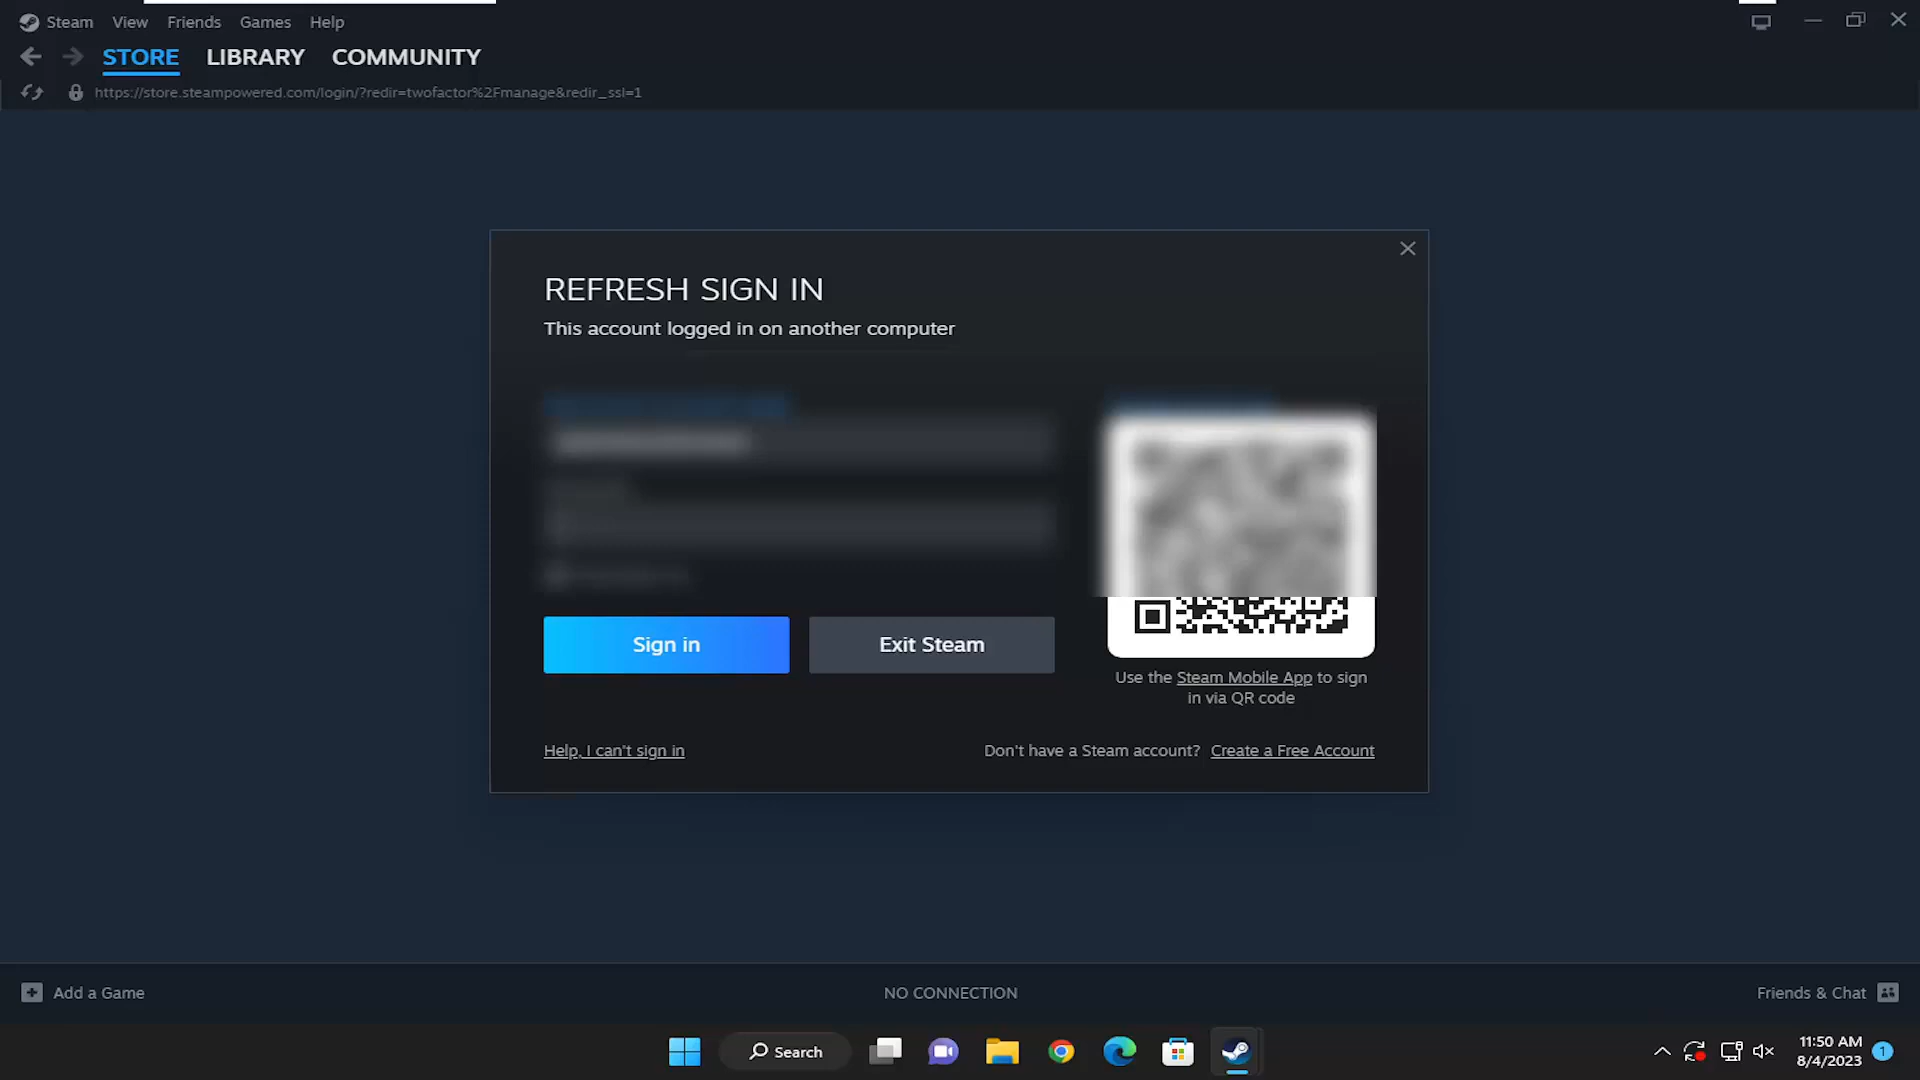 Steam View Friends Games Help
STORE LIBRARY COMMUNITY
https://store.steampowered.com/login/?redir=twofactor%2Fmanage&redir_ssl=1
REFRESH SIGN IN
This account logged in on another computer
Sign in
Exit Steam
Use the Steam Mobile App to sign
in via QR code
Help, I can't sign in
Don't have a Steam account? Create a Free Account
Add a Game
NO CONNECTION
Friends & Chat
Search
11:50 AM
8/4/2023
1